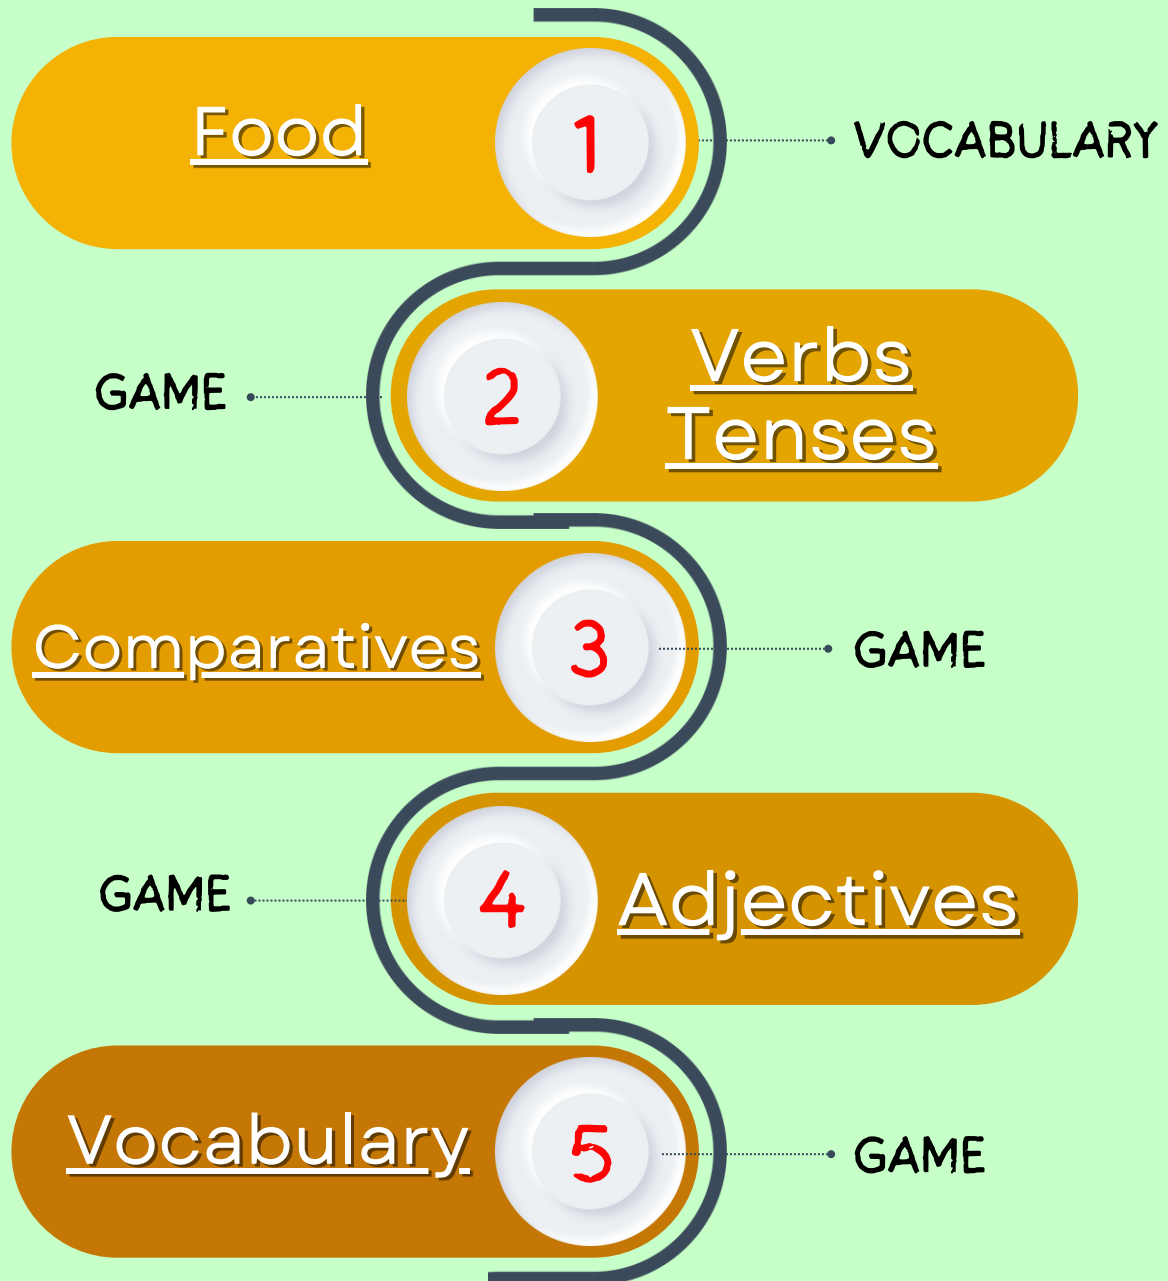 Food
1
VOCABULARY
GAME
2
Verbs
Tenses
Comparatives
3
GAME
GAME
4
Adjectives
Vocabulary
5
GAME